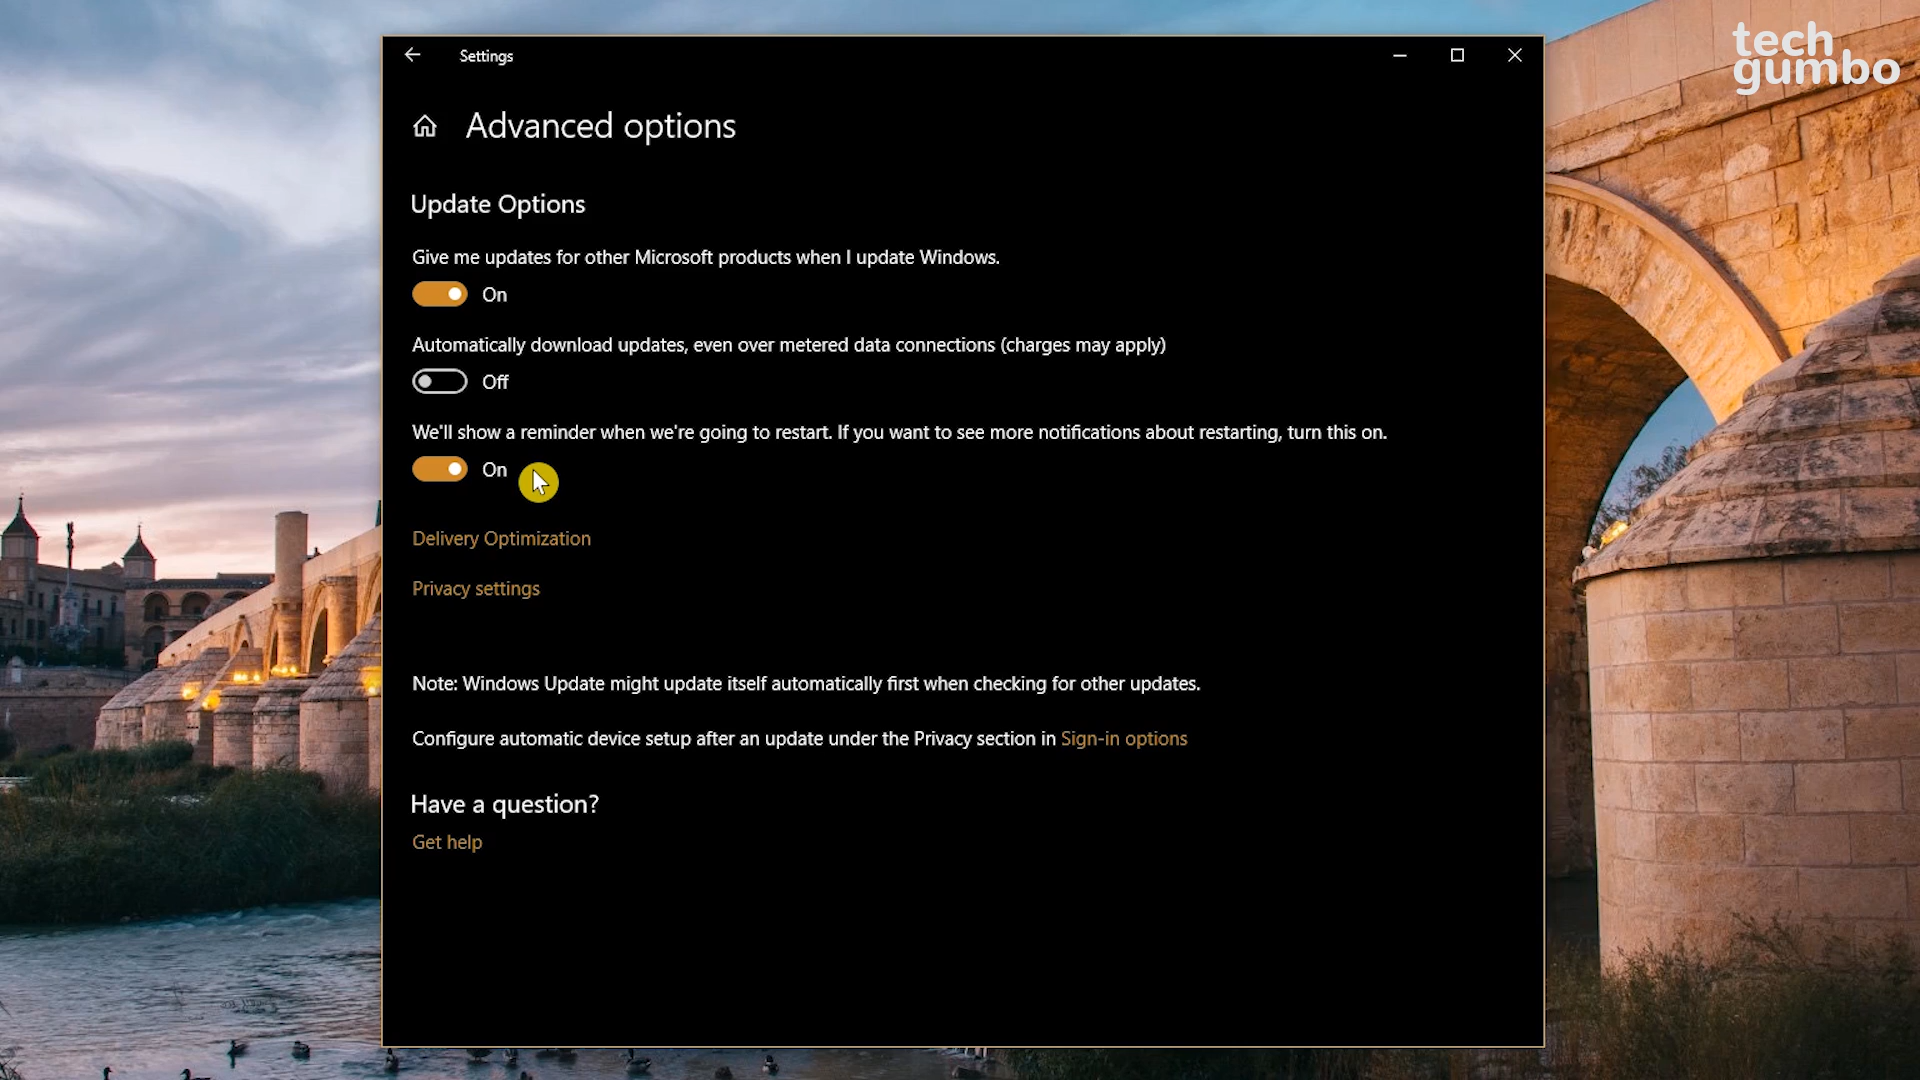 tech
gumbo
Settings
Advanced options
Update Options
Give me updates for other Microsoft products when I update Windows.
On
Automatically download updates, even over metered data connections (charges may apply)
Off
We'll show a reminder when we're going to restart. If you want to see more notifications about restarting, turn this on.
On
Delivery Optimization
Privacy settings
Note: Windows Update might update itself automatically first when checking for other updates.
Configure automatic device setup after an update under the Privacy section in Sign-in options
Have a question?
Get help